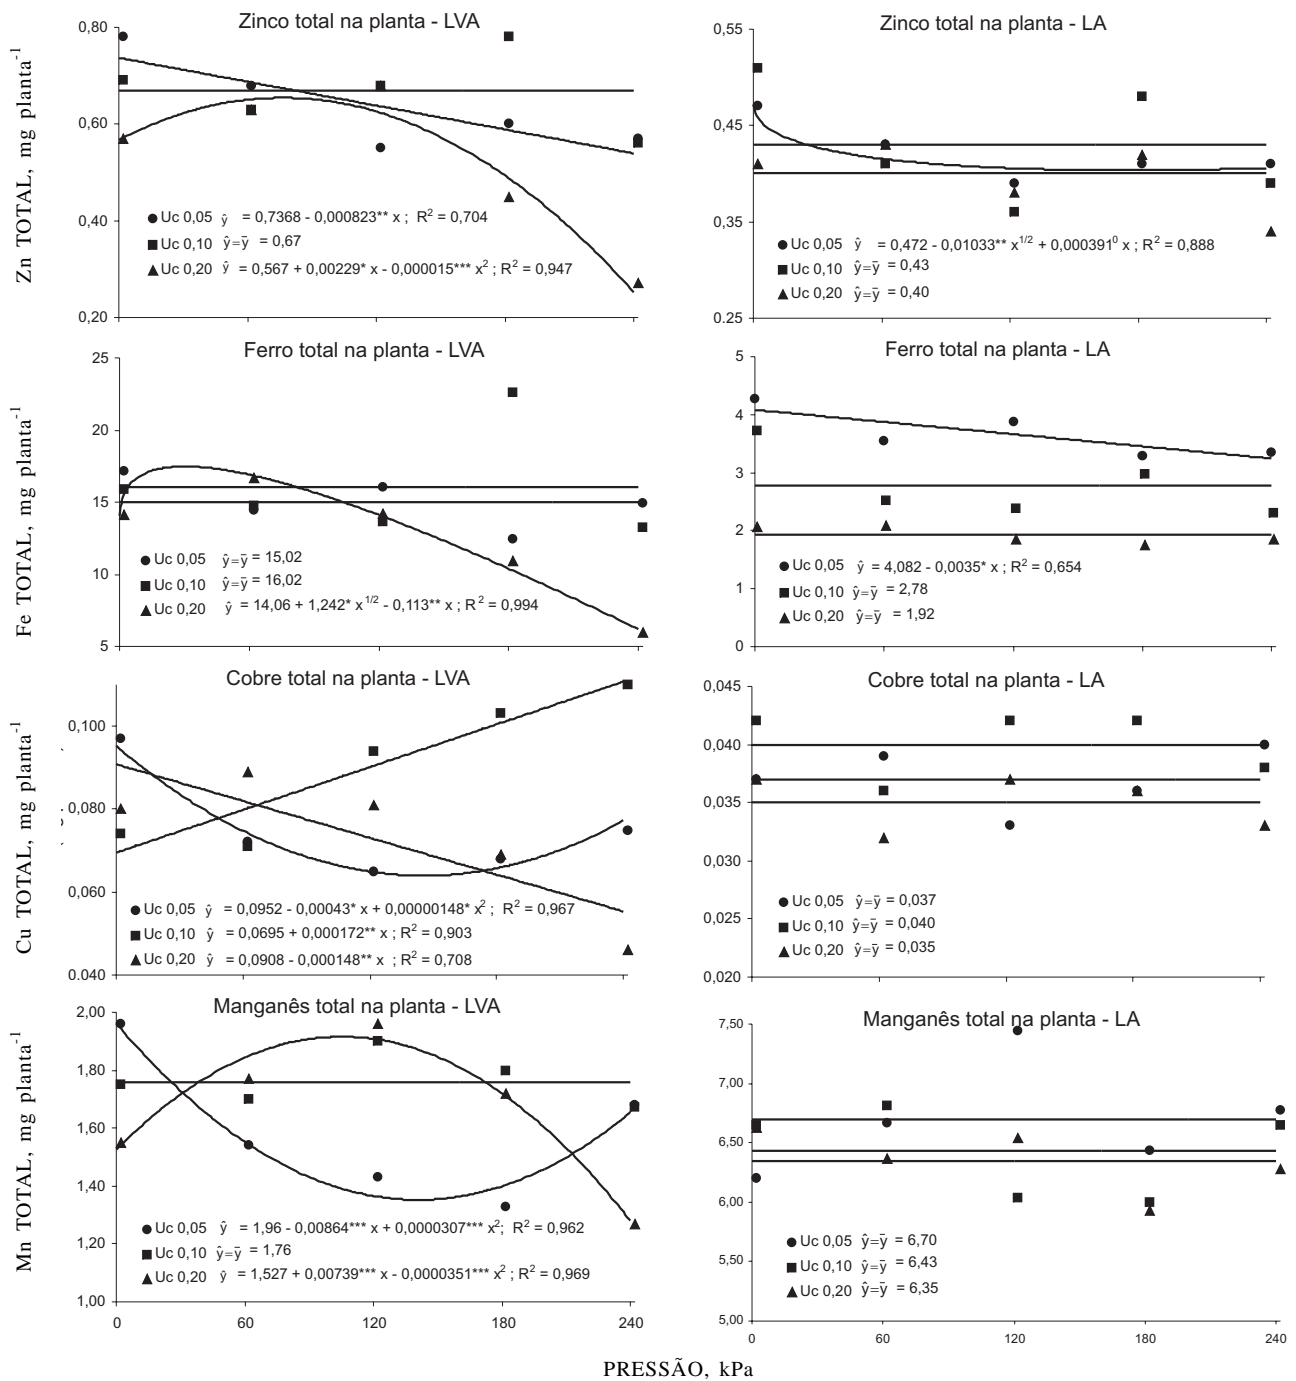 Zinco total na planta - LVA
Zn TOTAL, mg planta⁻¹
0,80
0,60
0,40
0,20
● Uc 0,05 ŷ = 0,7368 - 0,000823** x ; R² = 0,704
■ Uc 0,10 ŷ=ȳ = 0,67
▲ Uc 0,20 ŷ = 0,567 + 0,00229* x - 0,000015*** x² ; R² = 0,947
Zinco total na planta - LA
0,55
0,45
0,35
0.25
● Uc 0,05 ŷ = 0,472 - 0,01033** x^1/2 + 0,000391⁰ x ; R² = 0,888
■ Uc 0,10 ŷ=ȳ = 0,43
▲ Uc 0,20 ŷ=ȳ = 0,40
Ferro total na planta - LVA
Fe TOTAL, mg planta⁻¹
25
20
15
10
5
● Uc 0,05 ŷ=ȳ = 15,02
■ Uc 0,10 ŷ=ȳ = 16,02
▲ Uc 0,20 ŷ = 14,06 + 1,242* x^1/2 - 0,113** x ; R² = 0,994
Ferro total na planta - LA
5
4
3
2
1
0
● Uc 0,05 ŷ = 4,082 - 0,0035* x ; R² = 0,654
■ Uc 0,10 ŷ=ȳ = 2,78
▲ Uc 0,20 ŷ=ȳ = 1,92
Cobre total na planta - LVA
Cu TOTAL, mg planta⁻¹
0,100
0,080
0,060
0.040
● Uc 0,05 ŷ = 0,0952 - 0,00043* x + 0,00000148* x² ; R² = 0,967
■ Uc 0,10 ŷ = 0,0695 + 0,000172** x ; R² = 0,903
▲ Uc 0,20 ŷ = 0,0908 - 0,000148** x ; R² = 0,708
Cobre total na planta - LA
0,045
0,040
0,035
0,030
0,025
0,020
● Uc 0,05 ŷ=ȳ = 0,037
■ Uc 0,10 ŷ=ȳ = 0,040
▲ Uc 0,20 ŷ=ȳ = 0,035
Manganês total na planta - LVA
Mn TOTAL, mg planta⁻¹
2,00
1,80
1,60
1,40
1,20
1,00
● Uc 0,05 ŷ = 1,96 - 0,00864*** x + 0,0000307*** x²; R² = 0,962
■ Uc 0,10 ŷ=ȳ = 1,76
▲ Uc 0,20 ŷ = 1,527 + 0,00739*** x - 0,0000351*** x² ; R² = 0,969
0 60 120 180 240
Manganês total na planta - LA
7,50
7,00
6,50
6,00
5,50
5,00
● Uc 0,05 ŷ=ȳ = 6,70
■ Uc 0,10 ŷ=ȳ = 6,43
▲ Uc 0,20 ŷ=ȳ = 6,35
0 60 120 180 240
PRESSÃO, kPa